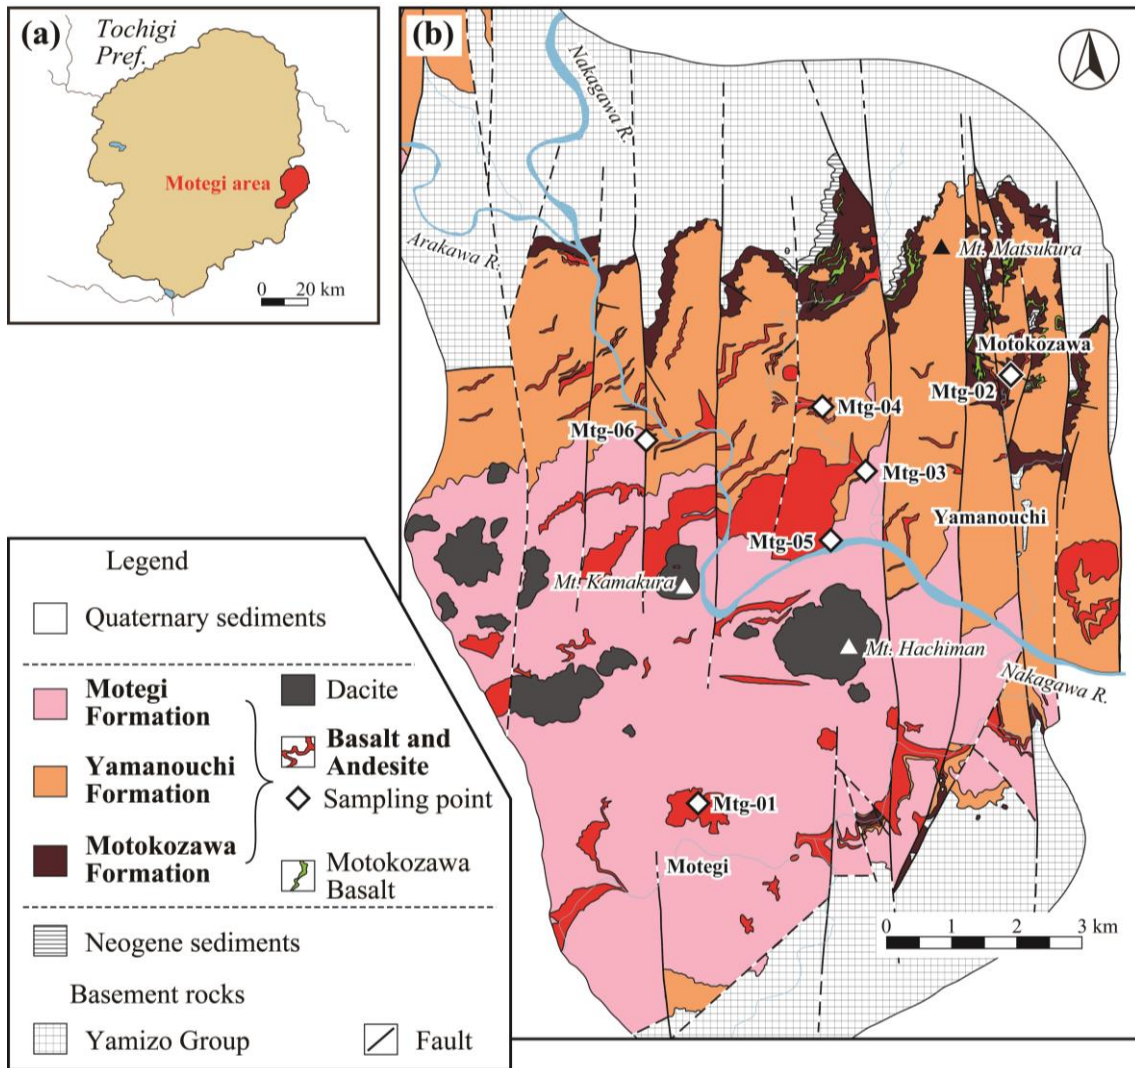 (a)
Tochigi
Pref.
Motegi area
0 20 km
(b)
Nakagawa R.
Arakawa R.
Mt. Matsukura
Motokozawa
Mtg-02
Mtg-04
Mtg-06
Mtg-03
Yamanouchi
Mtg-05
Mt. Kamakura
Mt. Hachiman
Nakagawa R.
Mtg-01
Motegi
0 1 2 3 km
Legend
Quaternary sediments
Motegi
Formation
Yamanouchi
Formation
Motokozawa
Formation
Dacite
Basalt and
Andesite
Sampling point
Motokozawa
Basalt
Neogene sediments
Basement rocks
Yamizo Group
Fault